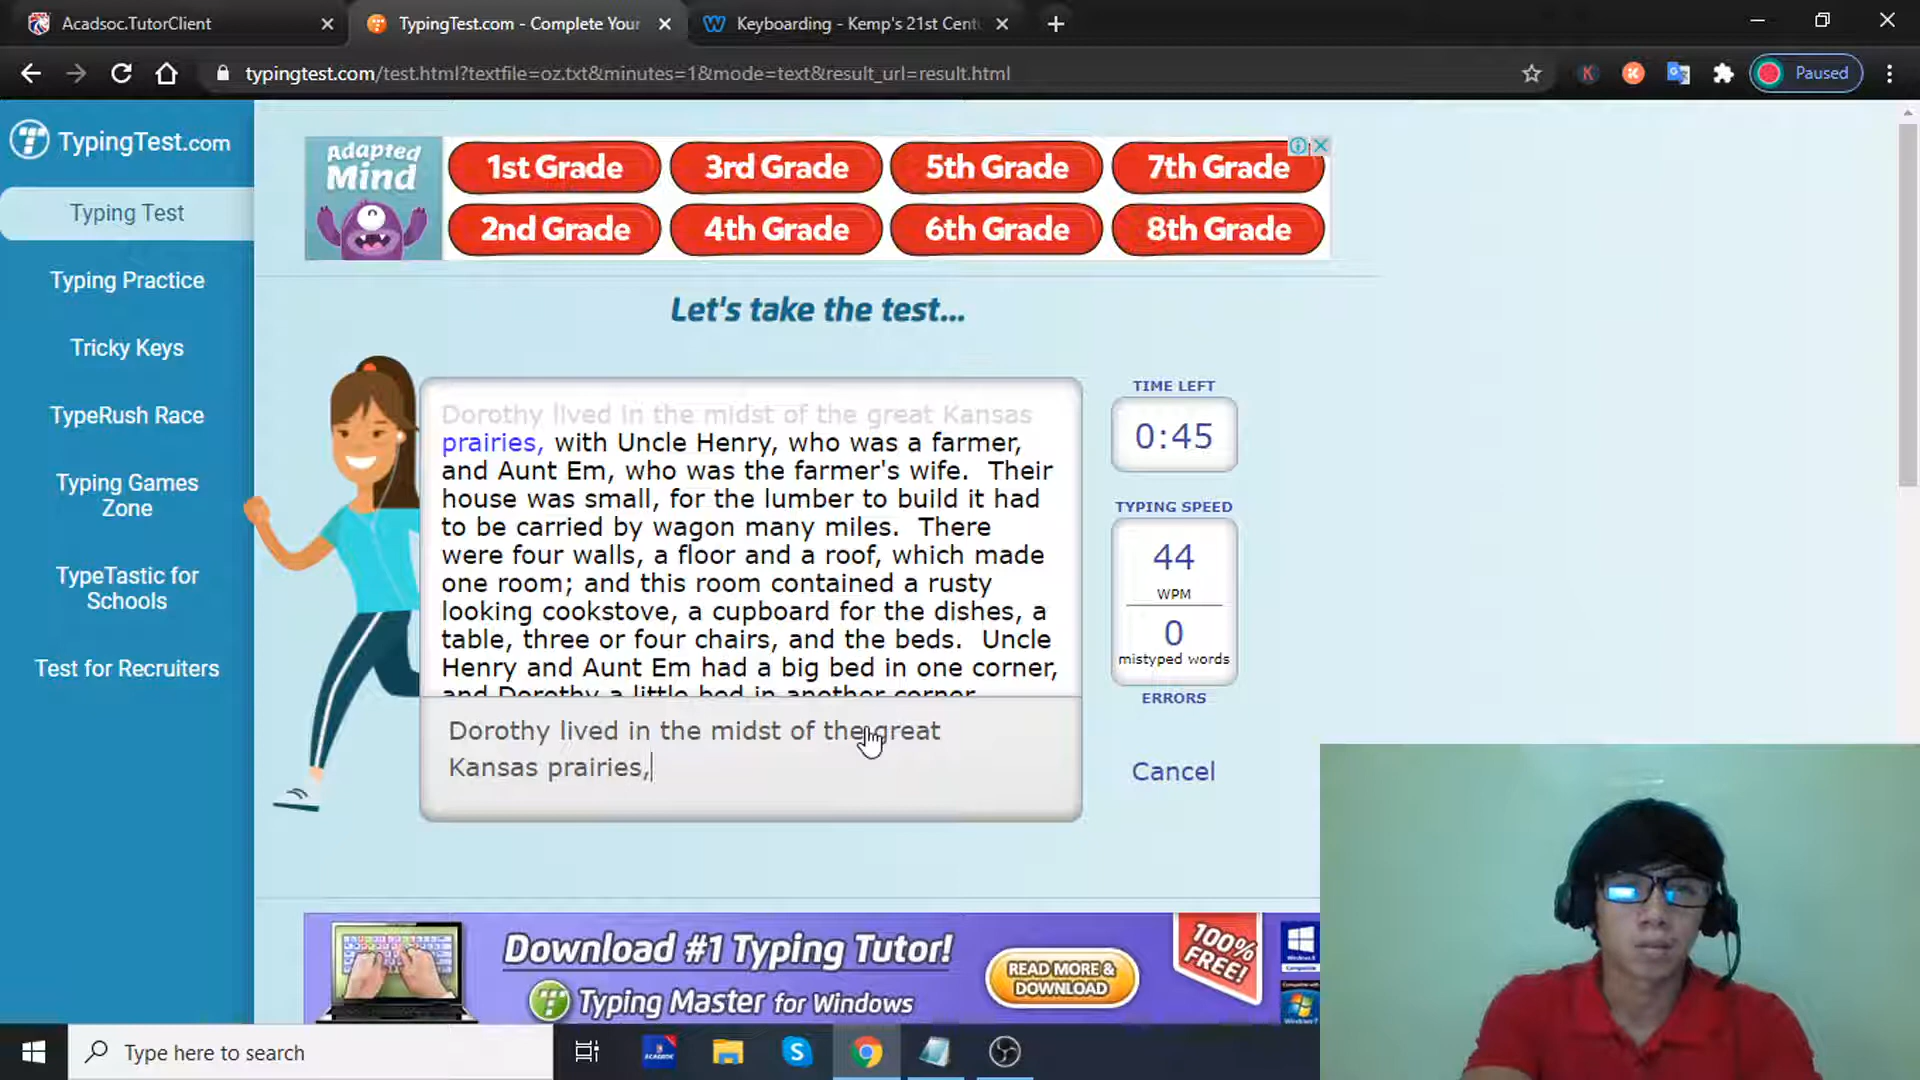 Acadsoc.TutorClient
TypingTest.com - Complete Your
Keyboarding - Kemp's 21st Cent
typingtest.com/test.html?textfile=oz.txt&minutes=1&mode=text&result_url=result.html
Paused
TypingTest.com
Typing Test
Typing Practice
Tricky Keys
TypeRush Race
Typing Games
Zone
TypeTastic for
Schools
Test for Recruiters
Adapted
Mind
1st Grade
3rd Grade
5th Grade
7th Grade
2nd Grade
4th Grade
6th Grade
8th Grade
Let's take the test...
Dorothy lived in the midst of the great Kansas
prairies, with Uncle Henry, who was a farmer,
and Aunt Em, who was the farmer's wife.  Their
house was small, for the lumber to build it had
to be carried by wagon many miles.  There
were four walls, a floor and a roof, which made
one room; and this room contained a rusty
looking cookstove, a cupboard for the dishes, a
table, three or four chairs, and the beds.  Uncle
Henry and Aunt Em had a big bed in one corner,
and Dorothy a little bed in another corner.
Dorothy lived in the midst of the great
Kansas prairies,
TIME LEFT
0:45
TYPING SPEED
44
WPM
0
mistyped words
ERRORS
Cancel
Download #1 Typing Tutor!
Typing Master for Windows
READ MORE &
DOWNLOAD
100%
FREE!
Type here to search
ACADSOC